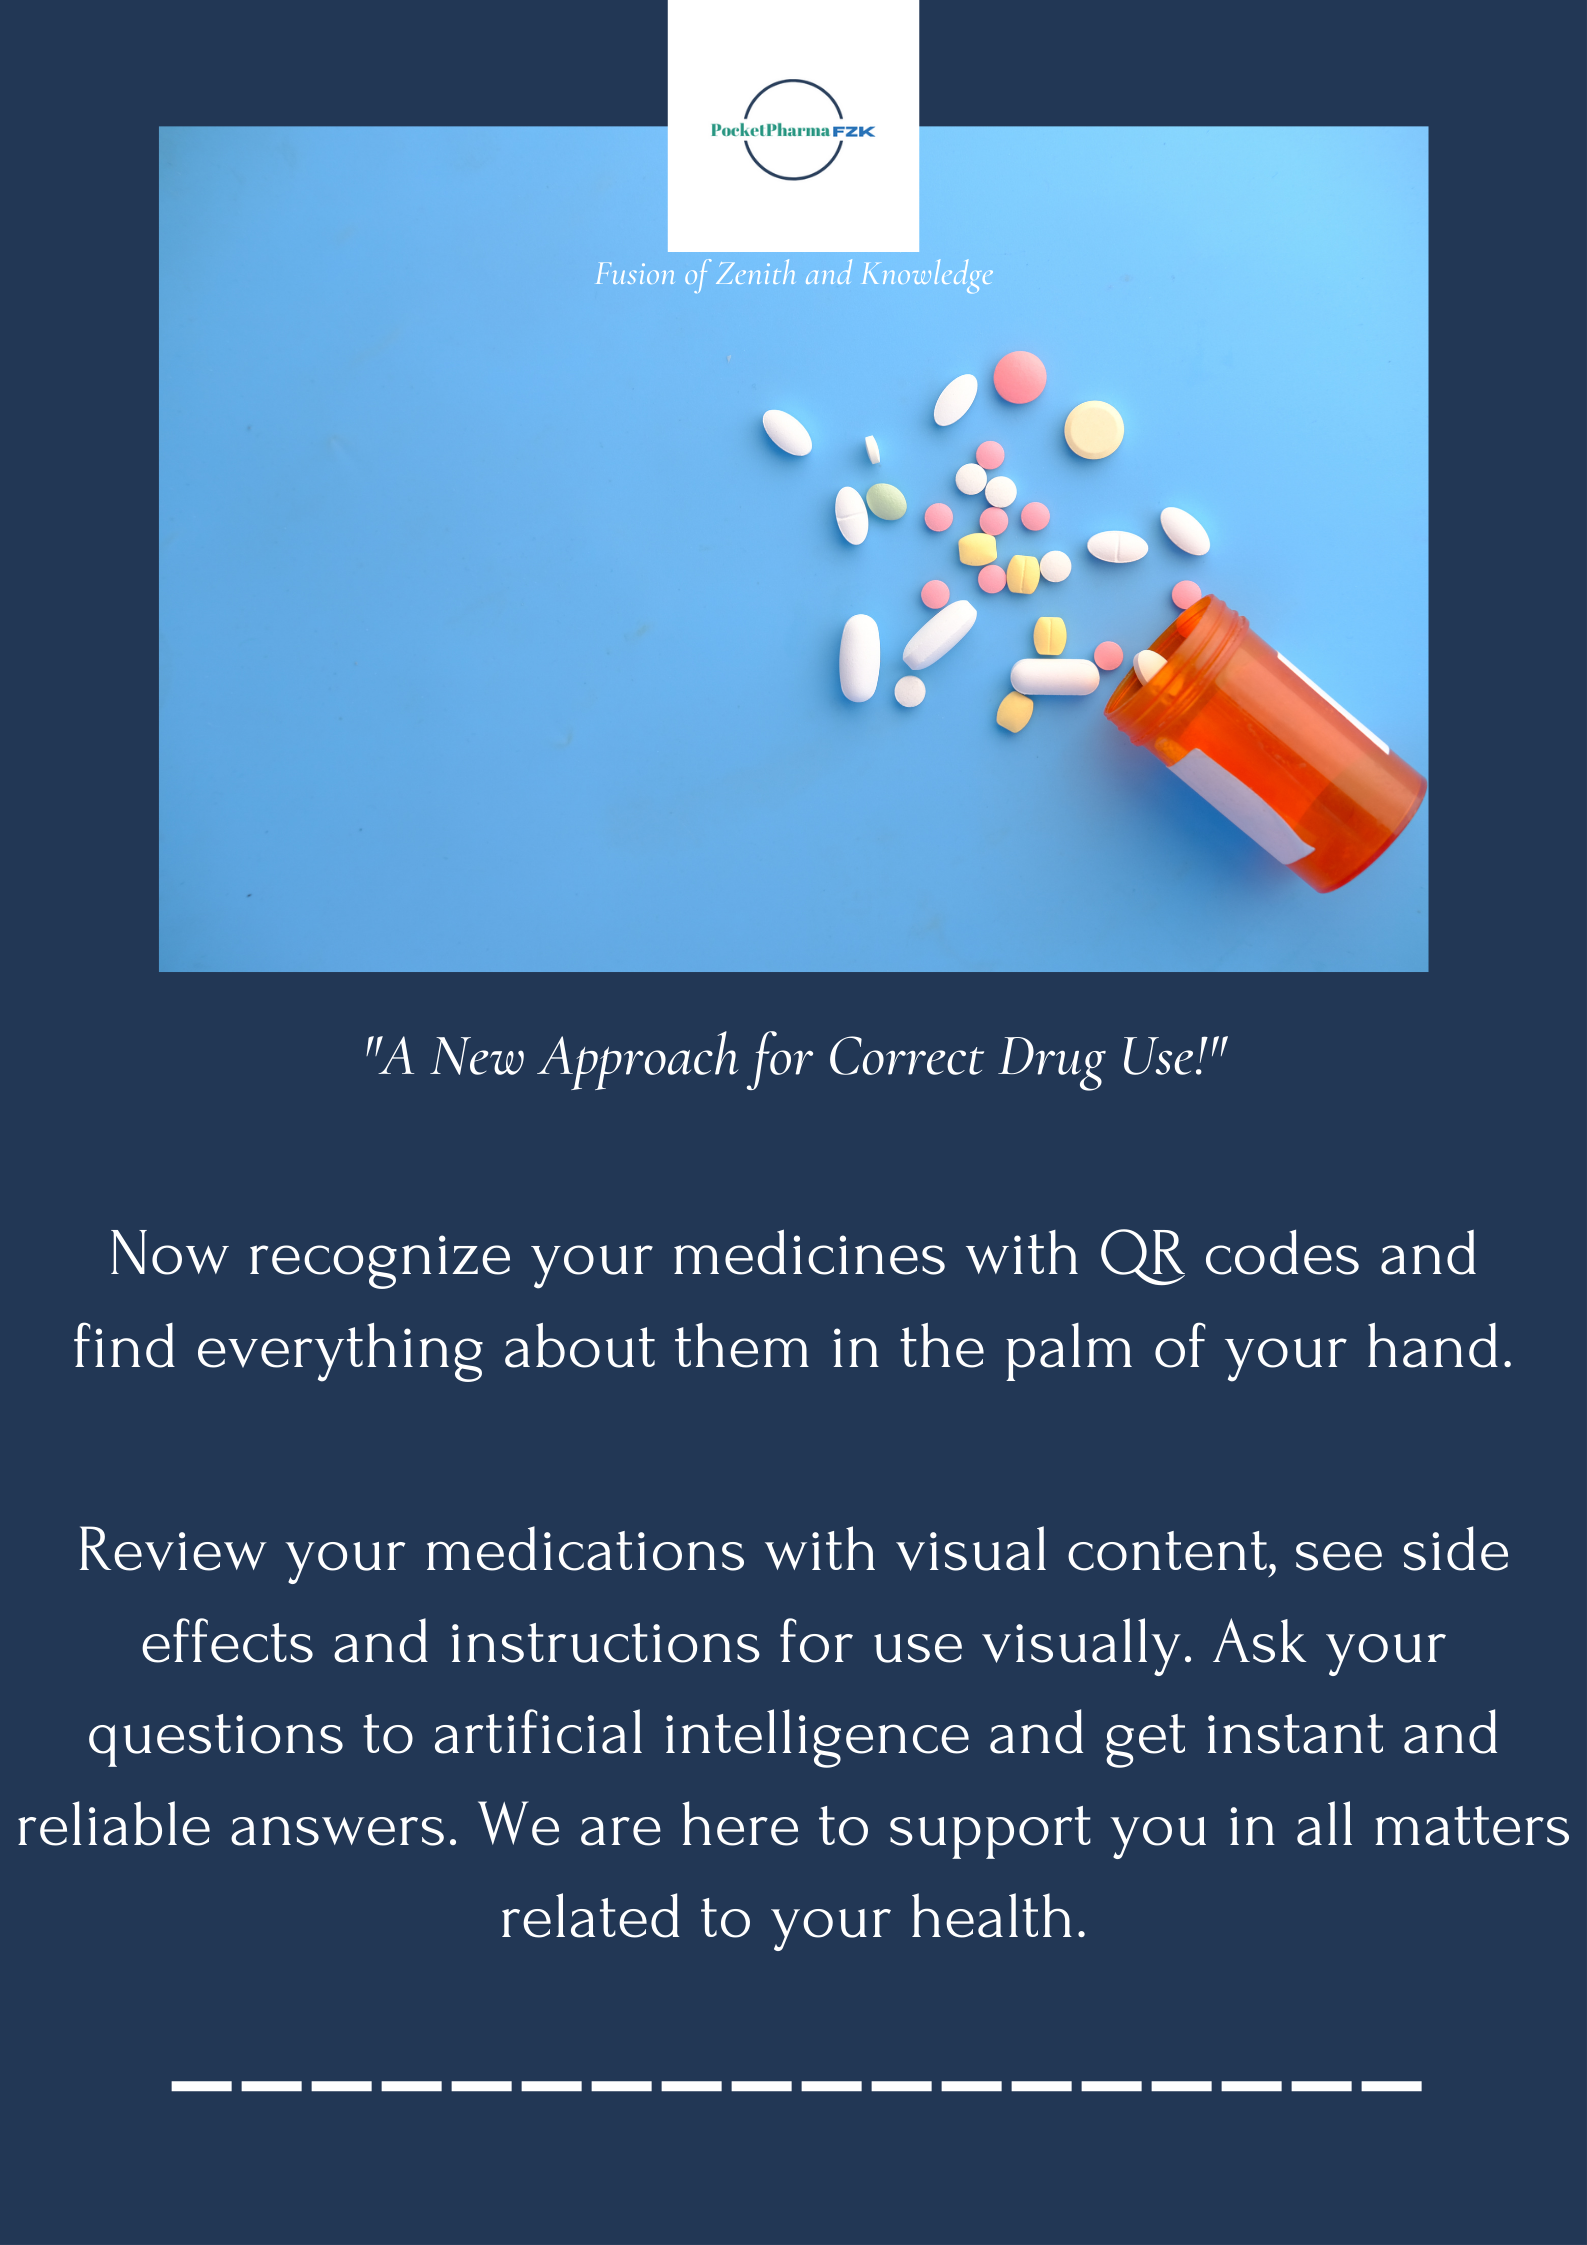 PocketPharma FZK
Fusion of Zenith and Knowledge
"A New Approach for Correct Drug Use!"
Now recognize your medicines with QR codes and
find everything about them in the palm of your hand.
Review your medications with visual content, see side
effects and instructions for use visually. Ask your
questions to artificial intelligence and get instant and
reliable answers. We are here to support you in all matters
related to your health.